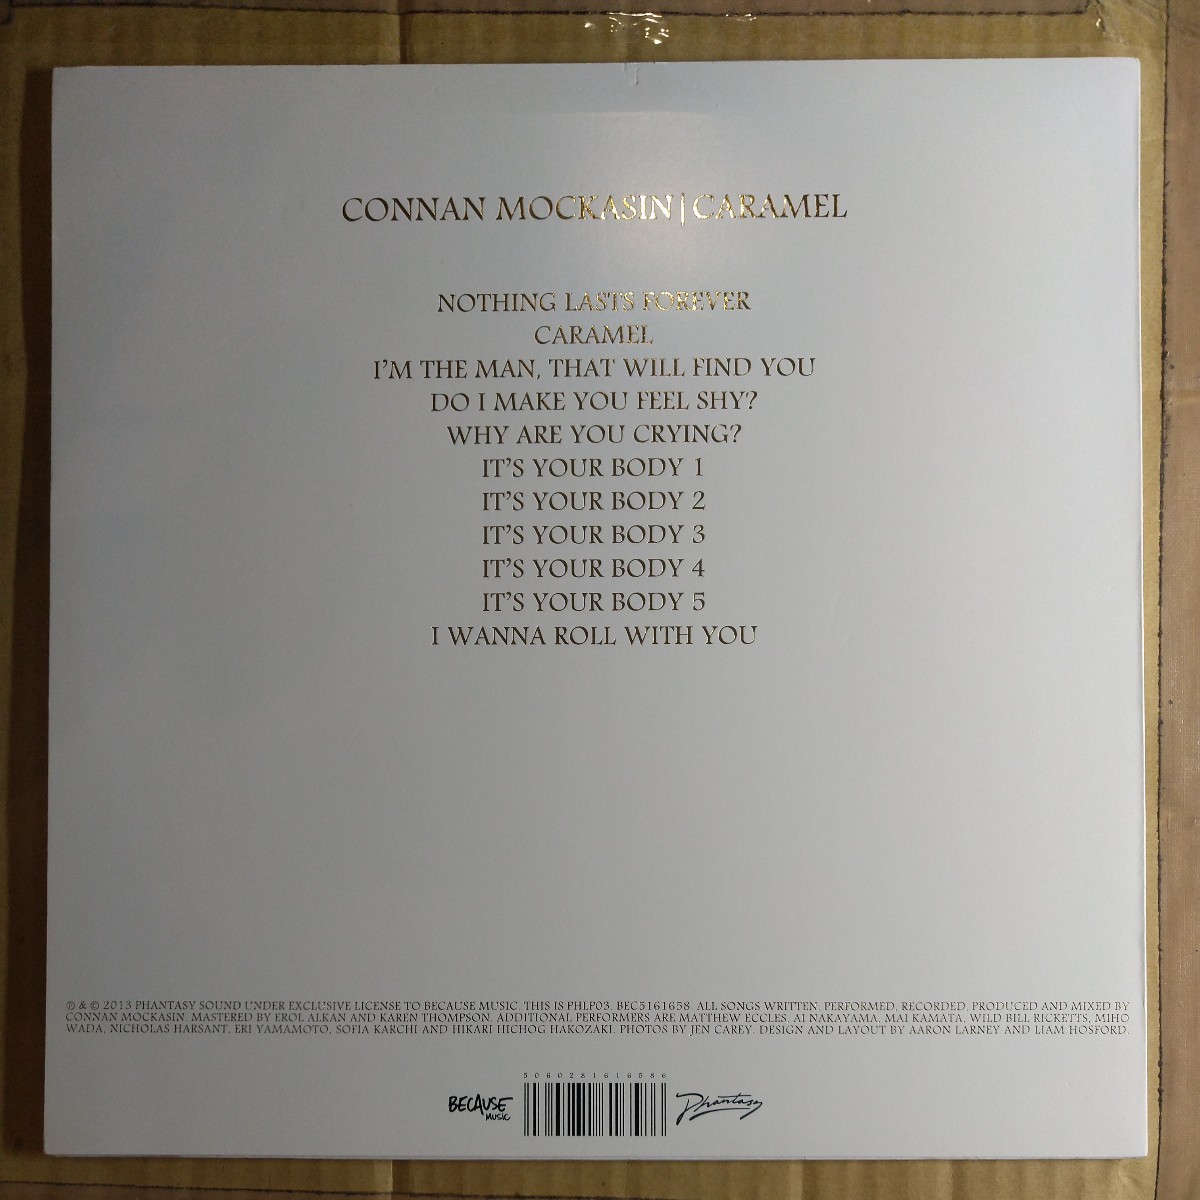 CONNAN MOCKASIN | CARAMEL
NOTHING LASTS FOREVER
CARAMEL
I'M THE MAN, THAT WILL FIND YOU
DO I MAKE YOU FEEL SHY?
WHY ARE YOU CRYING?
IT'S YOUR BODY 1
IT'S YOUR BODY 2
IT'S YOUR BODY 3
IT'S YOUR BODY 4
IT'S YOUR BODY 5
I WANNA ROLL WITH YOU
℗ & © 2013 PHANTASY SOUND UNDER EXCLUSIVE LICENSE TO BECAUSE MUSIC. THIS IS PHLP03. BEC5161658. ALL SONGS WRITTEN, PERFORMED, RECORDED, PRODUCED AND MIXED BY
CONNAN MOCKASIN. MASTERED BY EROL ALKAN AND KAREN THOMPSON. ADDITIONAL PERFORMERS ARE MATTHEW ECCLES, AI NAKAYAMA, MAI KAMATA, WILD BILL RICKETTS, MIHO
WADA, NICHOLAS HARSANT, ERI YAMAMOTO, SOFIA KARCHI AND HIKARI HICHOG HAKOZAKI. PHOTOS BY JEN CAREY. DESIGN AND LAYOUT BY AARON LARNEY AND LIAM HOSFORD.
5060281616586
BECAUSE
MUSIC
Phantasy